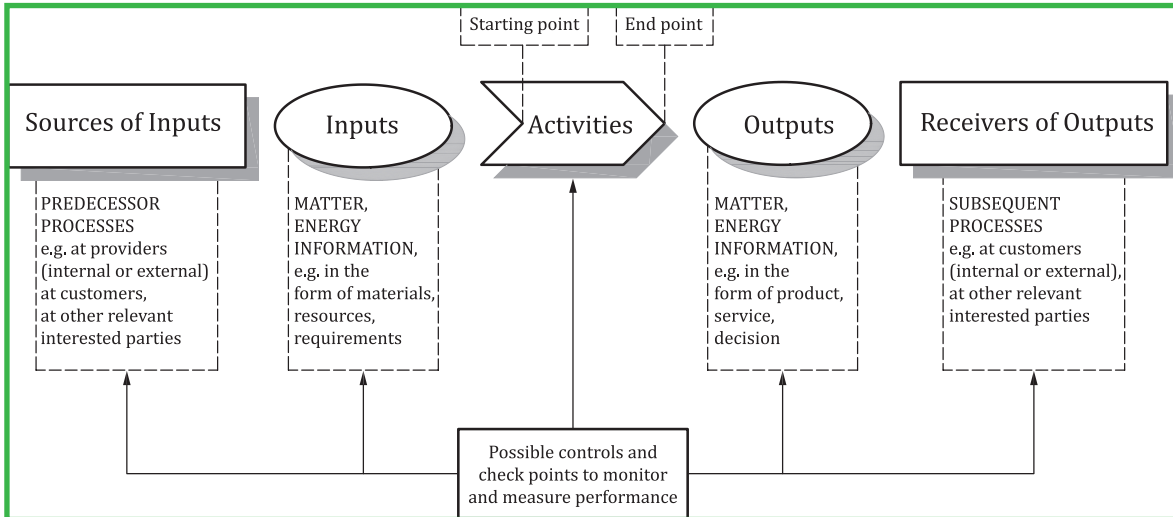 Starting point
End point
Sources of Inputs
Inputs
Activities
Outputs
Receivers of Outputs
PREDECESSOR
PROCESSES
e.g. at providers
(internal or external)
at customers,
at other relevant
interested parties
MATTER,
ENERGY
INFORMATION,
e.g. in the
form of materials,
resources,
requirements
MATTER,
ENERGY
INFORMATION,
e.g. in the
form of product,
service,
decision
SUBSEQUENT
PROCESSES
e.g. at customers
(internal or external),
at other relevant
interested parties
Possible controls and
check points to monitor
and measure performance